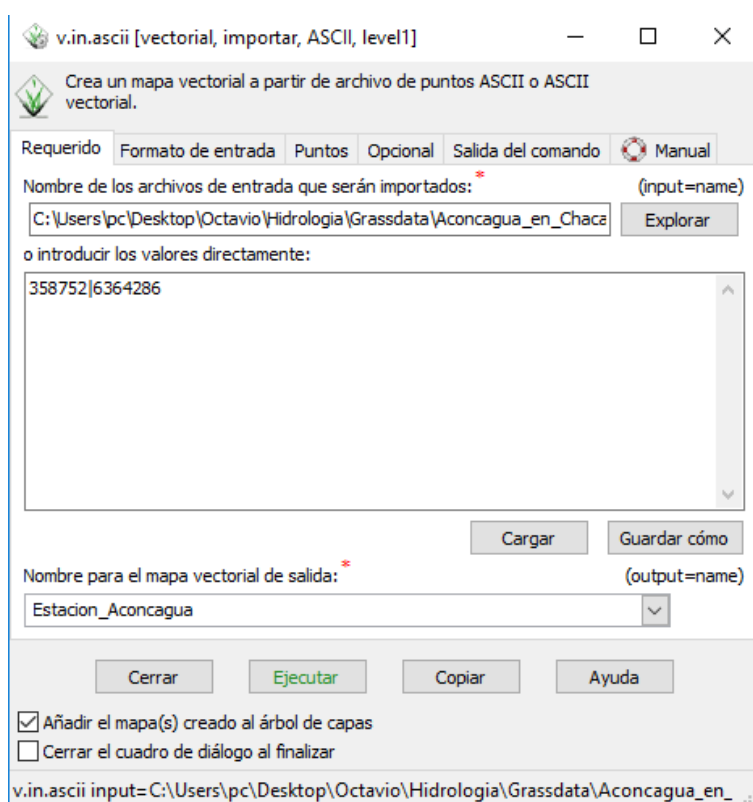 v.in.ascii [vectorial, importar, ASCII, level1]
Crea un mapa vectorial a partir de archivo de puntos ASCII o ASCII
vectorial.
Requerido Formato de entrada Puntos Opcional Salida del comando Manual
Nombre de los archivos de entrada que serán importados:* (input=name)
C:\Users\pc\Desktop\Octavio\Hidrologia\Grassdata\Aconcagua_en_Chaca Explorar
o introducir los valores directamente:
358752|6364286
Cargar Guardar cómo
Nombre para el mapa vectorial de salida:* (output=name)
Estacion_Aconcagua
Cerrar Ejecutar Copiar Ayuda
Añadir el mapa(s) creado al árbol de capas
Cerrar el cuadro de diálogo al finalizar
v.in.ascii input=C:\Users\pc\Desktop\Octavio\Hidrologia\Grassdata\Aconcagua_en_